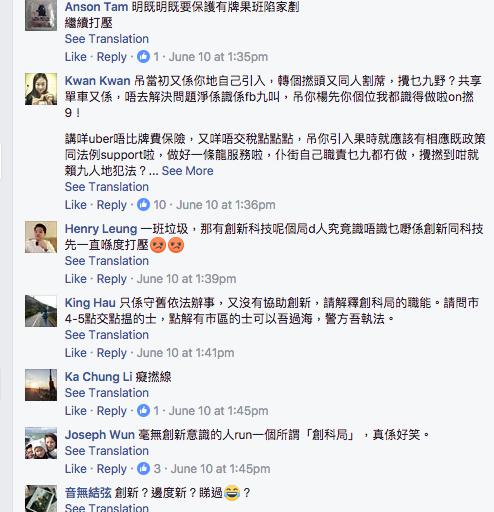 Anson Tam 明既明既要保護有牌果班陷家剷
繼續打壓
See Translation
Like · Reply · 1 · June 10 at 1:35pm
Kwan Kwan 吊當初又係你地自己引入，轉個撚頭又同人割蓆，攪乜九野？共享
單車又係，唔去解決問題淨係識係fb九叫，吊你楊先你個位我都識得做啦on撚
9！
講咩uber唔比牌費保險，又咩唔交稅點點點，吊你引入果時就應該有相應既政策
同法例support啦，做好一條龍服務啦，仆街自己職責乜九都冇做，攪撚到咁就
賴九人地犯法？... See More
See Translation
Like · Reply · 10 · June 10 at 1:36pm
Henry Leung 一班垃圾，那有創新科技呢個局d人究竟識唔識乜嘢係創新同科技
先一直喺度打壓😡😡
See Translation
Like · Reply · June 10 at 1:39pm
King Hau 只係守舊依法辦事，又沒有協助創新，請解釋創科局的職能。請問市
4-5點交點揾的士，點解有市區的士可以吾過海，警方吾執法。
See Translation
Like · Reply · June 10 at 1:41pm
Ka Chung Li 癡撚線
See Translation
Like · Reply · 1 · June 10 at 1:45pm
Joseph Wun 毫無創新意識的人run一個所謂「創科局」，真係好笑。
See Translation
Like · Reply · 3 · June 10 at 1:45pm
音無結弦 創新？邊度新？睇過😂？
See Translation